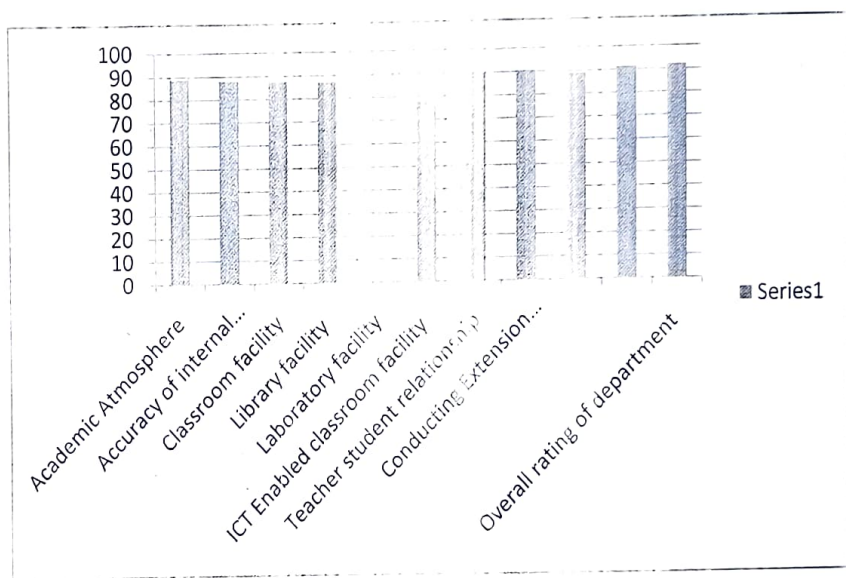 100
90
80
70
60
50
40
30
20
10
0
Series1
Academic Atmosphere
Accuracy of internal...
Classroom facility
Library facility
Laboratory facility
ICT Enabled classroom facility
Teacher student relationship
Conducting Extension...
Overall rating of department